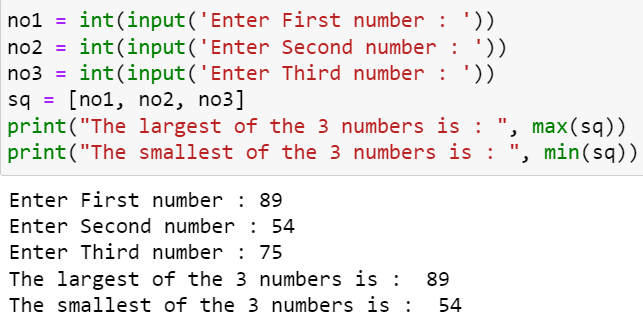 no1 = int(input('Enter First number : '))
no2 = int(input('Enter Second number : '))
no3 = int(input('Enter Third number : '))
sq = [no1, no2, no3]
print("The largest of the 3 numbers is : ", max(sq))
print("The smallest of the 3 numbers is : ", min(sq))
Enter First number : 89
Enter Second number : 54
Enter Third number : 75
The largest of the 3 numbers is :  89
The smallest of the 3 numbers is :  54